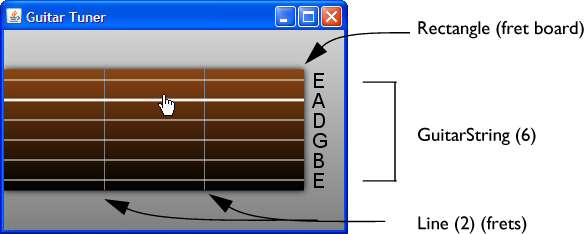 Guitar Tuner
Rectangle (fret board)
E
A
D
G
B
E
GuitarString (6)
Line (2) (frets)